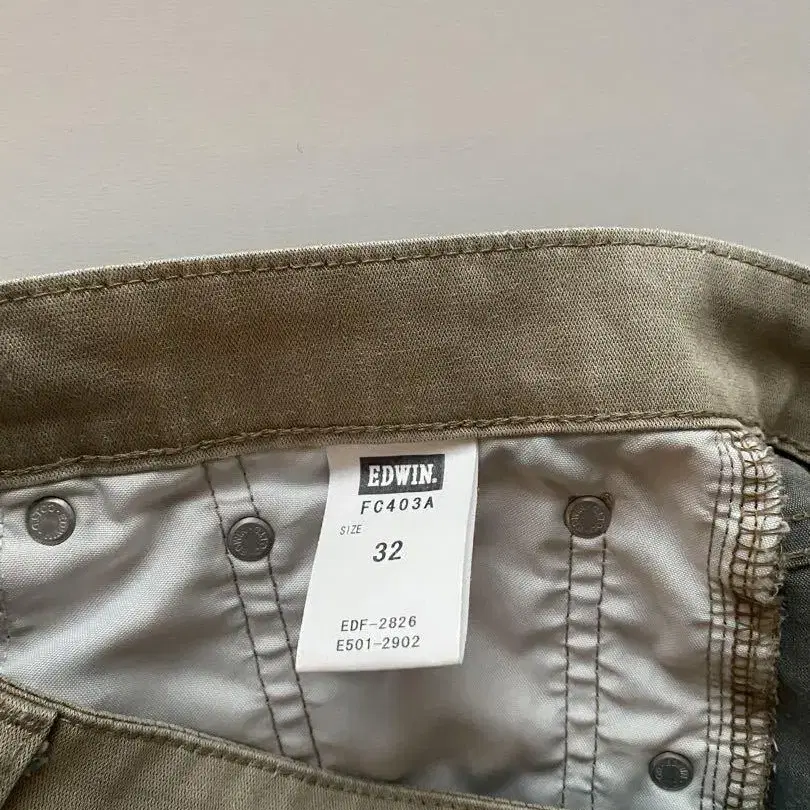 EDWIN.
FC403A
SIZE
32
EDF-2826
E501-2902